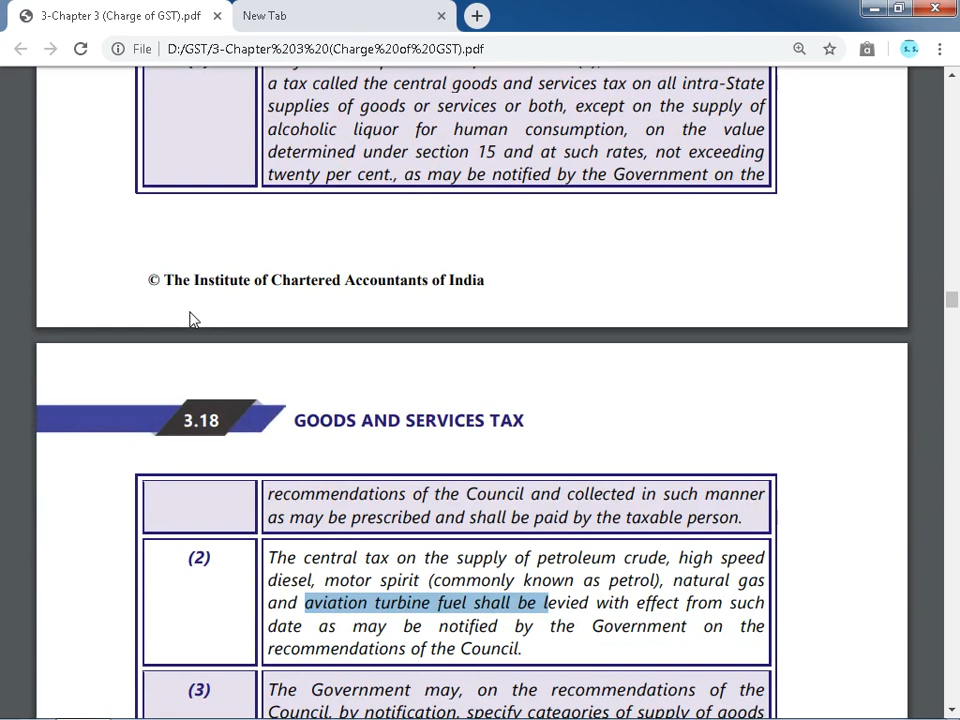 3-Chapter 3 (Charge of GST).pdf
New Tab
File
D:/GST/3-Chapter%203%20(Charge%20of%20GST).pdf
S. S.
a tax called the central goods and services tax on all intra-State
supplies of goods or services or both, except on the supply of
alcoholic liquor for human consumption, on the value
determined under section 15 and at such rates, not exceeding
twenty per cent., as may be notified by the Government on the
© The Institute of Chartered Accountants of India
3.18
GOODS AND SERVICES TAX
recommendations of the Council and collected in such manner
as may be prescribed and shall be paid by the taxable person.
(2)
The central tax on the supply of petroleum crude, high speed
diesel, motor spirit (commonly known as petrol), natural gas
and aviation turbine fuel shall be levied with effect from such
date as may be notified by the Government on the
recommendations of the Council.
(3)
The Government may, on the recommendations of the
Council, by notification, specify categories of supply of goods